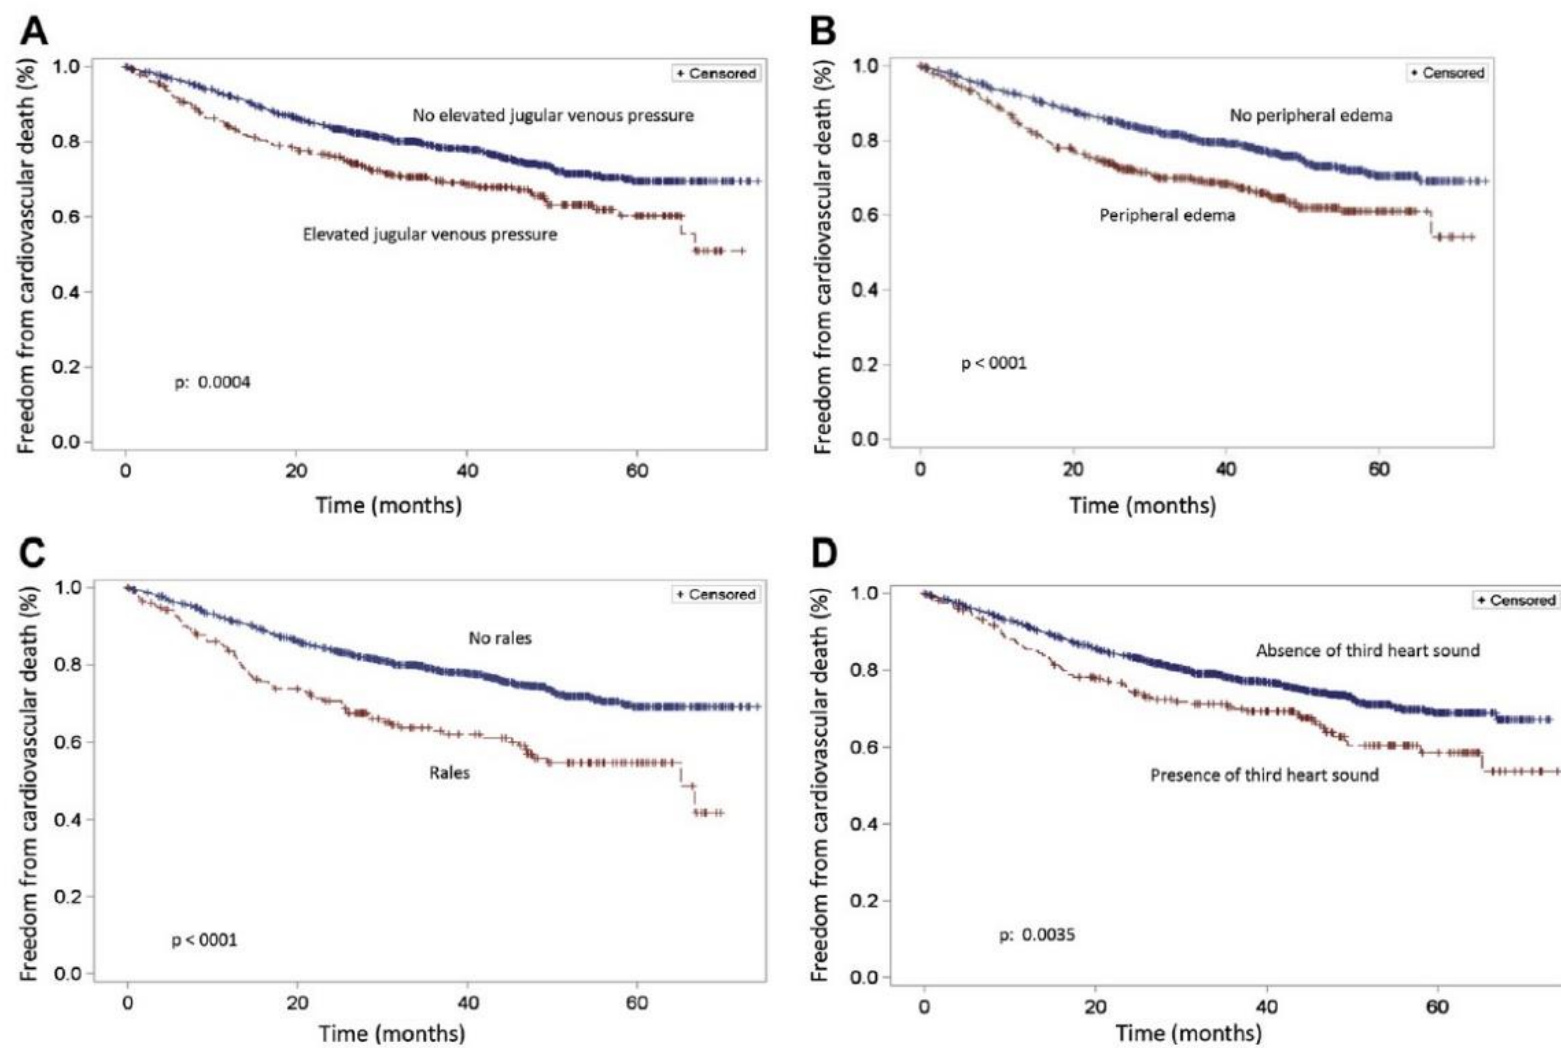 A
Freedom from cardiovascular death (%)
1.0
0.8
0.6
0.4
0.2
0.0
+ Censored
No elevated jugular venous pressure
Elevated jugular venous pressure
p: 0.0004
0 20 40 60
Time (months)
B
Freedom from cardiovascular death (%)
1.0
0.8
0.6
0.4
0.2
0.0
+ Censored
No peripheral edema
Peripheral edema
p < 0001
0 20 40 60
Time (months)
C
Freedom from cardiovascular death (%)
1.0
0.8
0.6
0.4
0.2
0.0
+ Censored
No rales
Rales
p < 0001
0 20 40 60
Time (months)
D
Freedom from cardiovascular death (%)
1.0
0.8
0.6
0.4
0.2
0.0
+ Censored
Absence of third heart sound
Presence of third heart sound
p: 0.0035
0 20 40 60
Time (months)